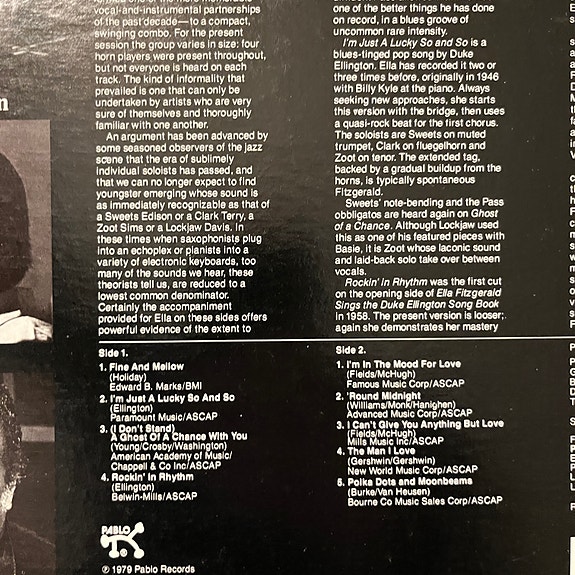 vocal-and-instrumental partnerships
of the past decade—to a compact,
swinging combo. For the present
session the group varies in size: four
horn players were present throughout,
but not everyone is heard on each
track. The kind of informality that
prevailed is one that can only be
undertaken by artists who are very
sure of themselves and thoroughly
familiar with one another.
An argument has been advanced by
some seasoned observers of the jazz
scene that the era of sublimely
individual soloists has passed, and
that we can no longer expect to find
youngster emerging whose sound is
as immediately recognizable as that of
a Sweets Edison or a Clark Terry, a
Zoot Sims or a Lockjaw Davis. In
these times when saxophonists plug
into an echoplex or pianists into a
variety of electronic keyboards, too
many of the sounds we hear, these
theorists tell us, are reduced to a
lowest common denominator.
Certainly the accompaniment
provided for Ella on these sides offers
powerful evidence of the extent to
one of the better things he has done
on record, in a blues groove of
uncommon rare intensity.
I'm Just A Lucky So and So is a
blues-tinged pop song by Duke
Ellington. Ella has recorded it two or
three times before, originally in 1946
with Billy Kyle at the piano. Always
seeking new approaches, she starts
this version with the bridge, then uses
a quasi-rock beat for the first chorus.
The soloists are Sweets on muted
trumpet, Clark on fluegelhorn and
Zoot on tenor. The extended tag,
backed by a gradual buildup from the
horns, is typically spontaneous
Fitzgerald.
Sweets' note-bending and the Pass
obbligatos are heard again on Ghost
of a Chance. Although Lockjaw used
this as one of his featured pieces with
Basie, it is Zoot whose laconic sound
and laid-back solo take over between
vocals.
Rockin' in Rhythm was the first cut
on the opening side of Ella Fitzgerald
Sings the Duke Ellington Song Book
in 1958. The present version is looser;
again she demonstrates her mastery
Side 1.
1. Fine And Mellow
(Holiday)
Edward B. Marks/BMI
2. I'm Just A Lucky So And So
(Ellington)
Paramount Music/ASCAP
3. (I Don't Stand)
A Ghost Of A Chance With You
(Young/Crosby/Washington)
American Academy of Music/
Chappell & Co Inc/ASCAP
4. Rockin' In Rhythm
(Ellington)
Belwin-Mills/ASCAP
Side 2.
1. I'm In The Mood For Love
(Fields/McHugh)
Famous Music Corp/ASCAP
2. 'Round Midnight
(Williams/Monk/Hanighen)
Advanced Music Corp/ASCAP
3. I Can't Give You Anything But Love
(Fields/McHugh)
Mills Music Inc/ASCAP
4. The Man I Love
(Gershwin/Gershwin)
New World Music Corp/ASCAP
5. Polka Dots and Moonbeams
(Burke/Van Heusen)
Bourne Co Music Sales Corp/ASCAP
PABLO
℗ 1979 Pablo Records